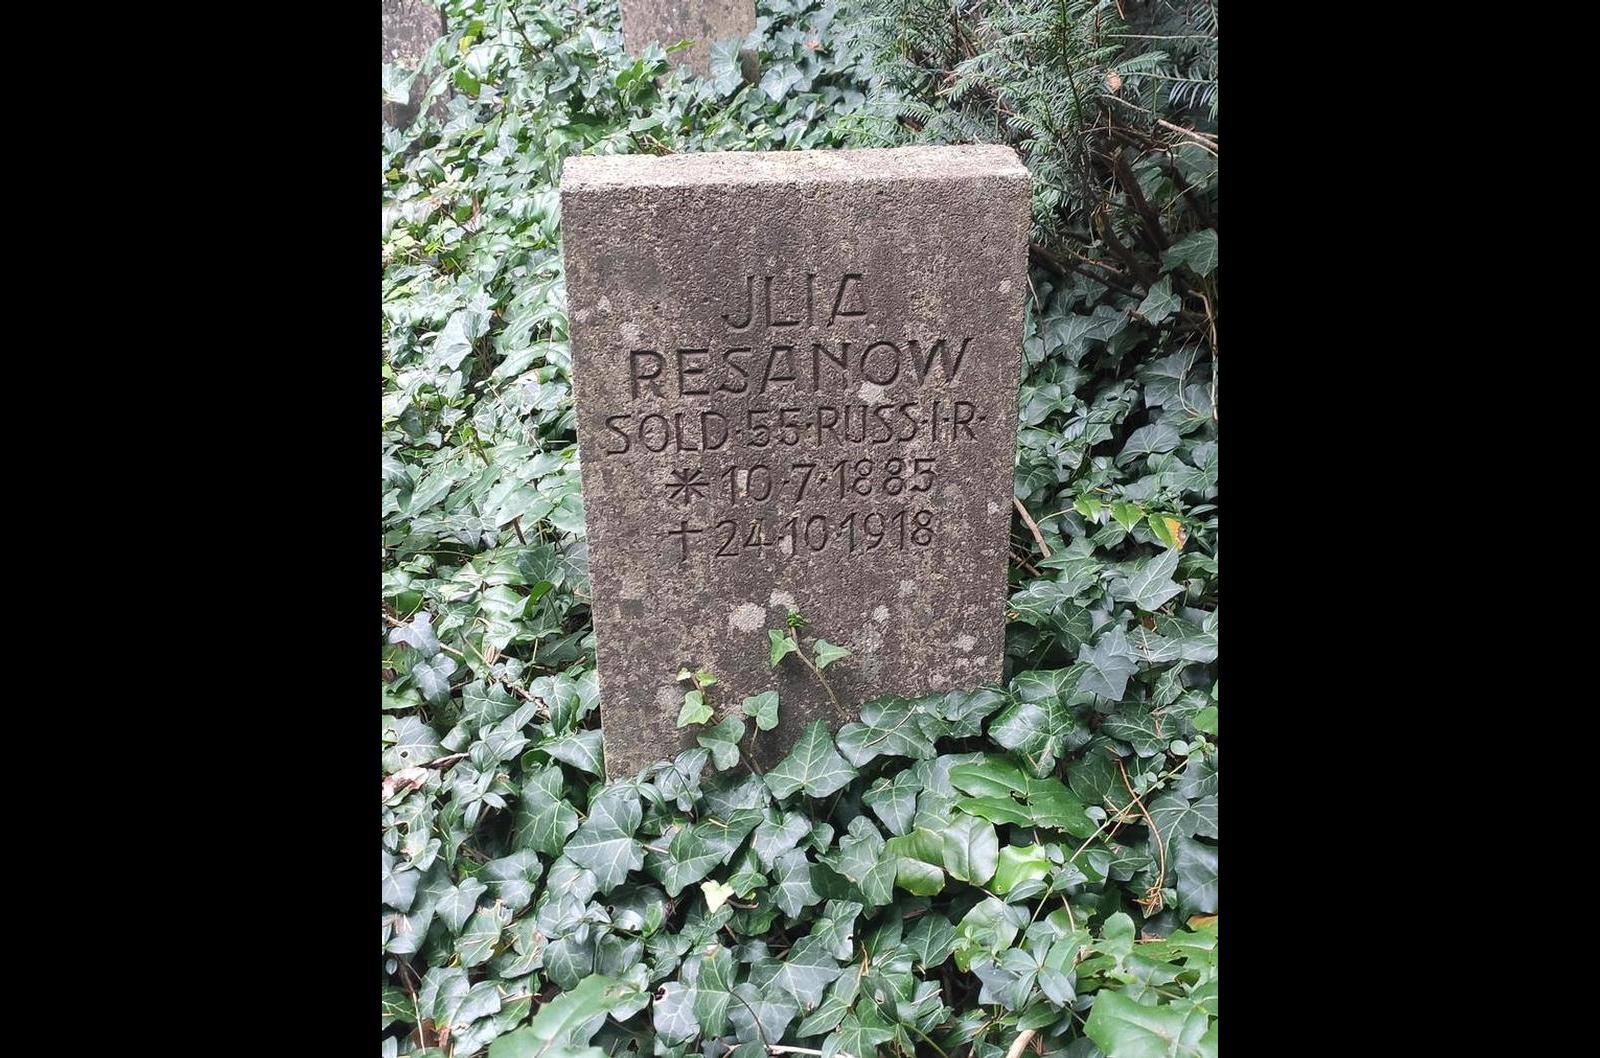 JLIA
RESANOW
SOLD·55·RUSS·I·R·
* 10·7·1885
† 24·10·1918